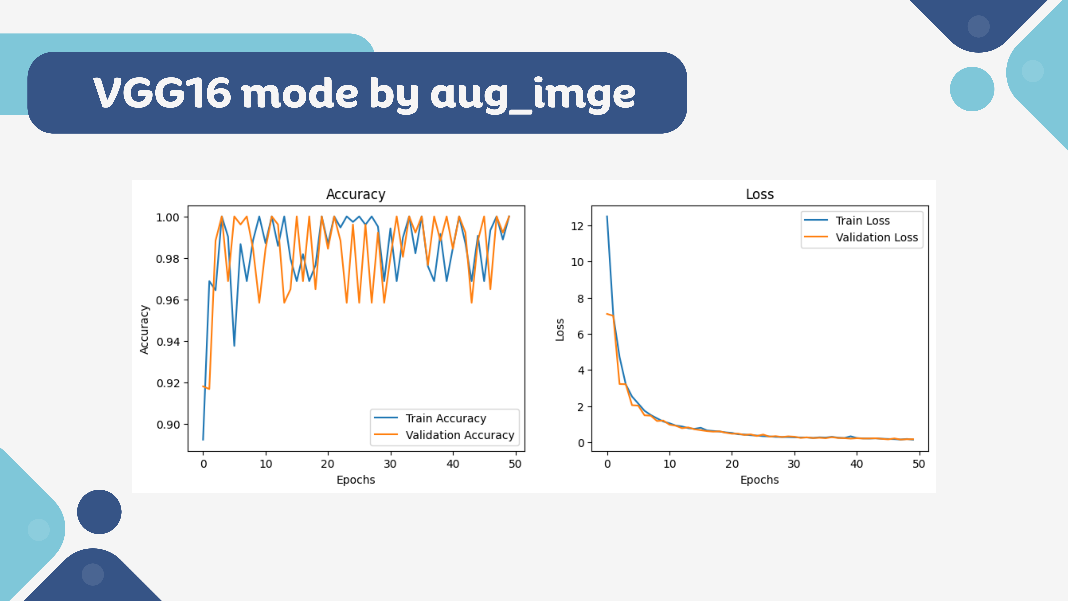 VGG16 mode by aug_imge
Accuracy
1.00
0.98
0.96
0.94
0.92
0.90
Accuracy
Train Accuracy
Validation Accuracy
0 10 20 30 40 50
Epochs
Loss
12
10
8
6
4
2
0
Loss
Train Loss
Validation Loss
0 10 20 30 40 50
Epochs